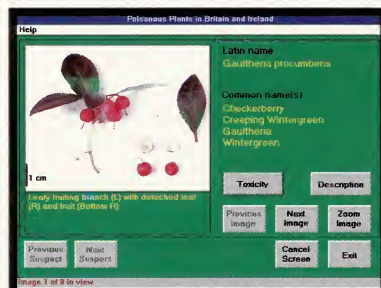 Poisonous Plants in Britain and Ireland
Help
Latin name
Gaultheria procumbens
Common name(s)
Checkerberry
Creeping Wintergreen
Gaultheria
Wintergreen
1 cm
Leafy fruiting branch (L) with detached leaf
(R) and fruit (Bottom R)
Toxicity
Description
Previous
Image
Next
Image
Zoom
Image
Previous
Suspect
Next
Suspect
Cancel
Screen
Exit
Image 1 of 9 in view